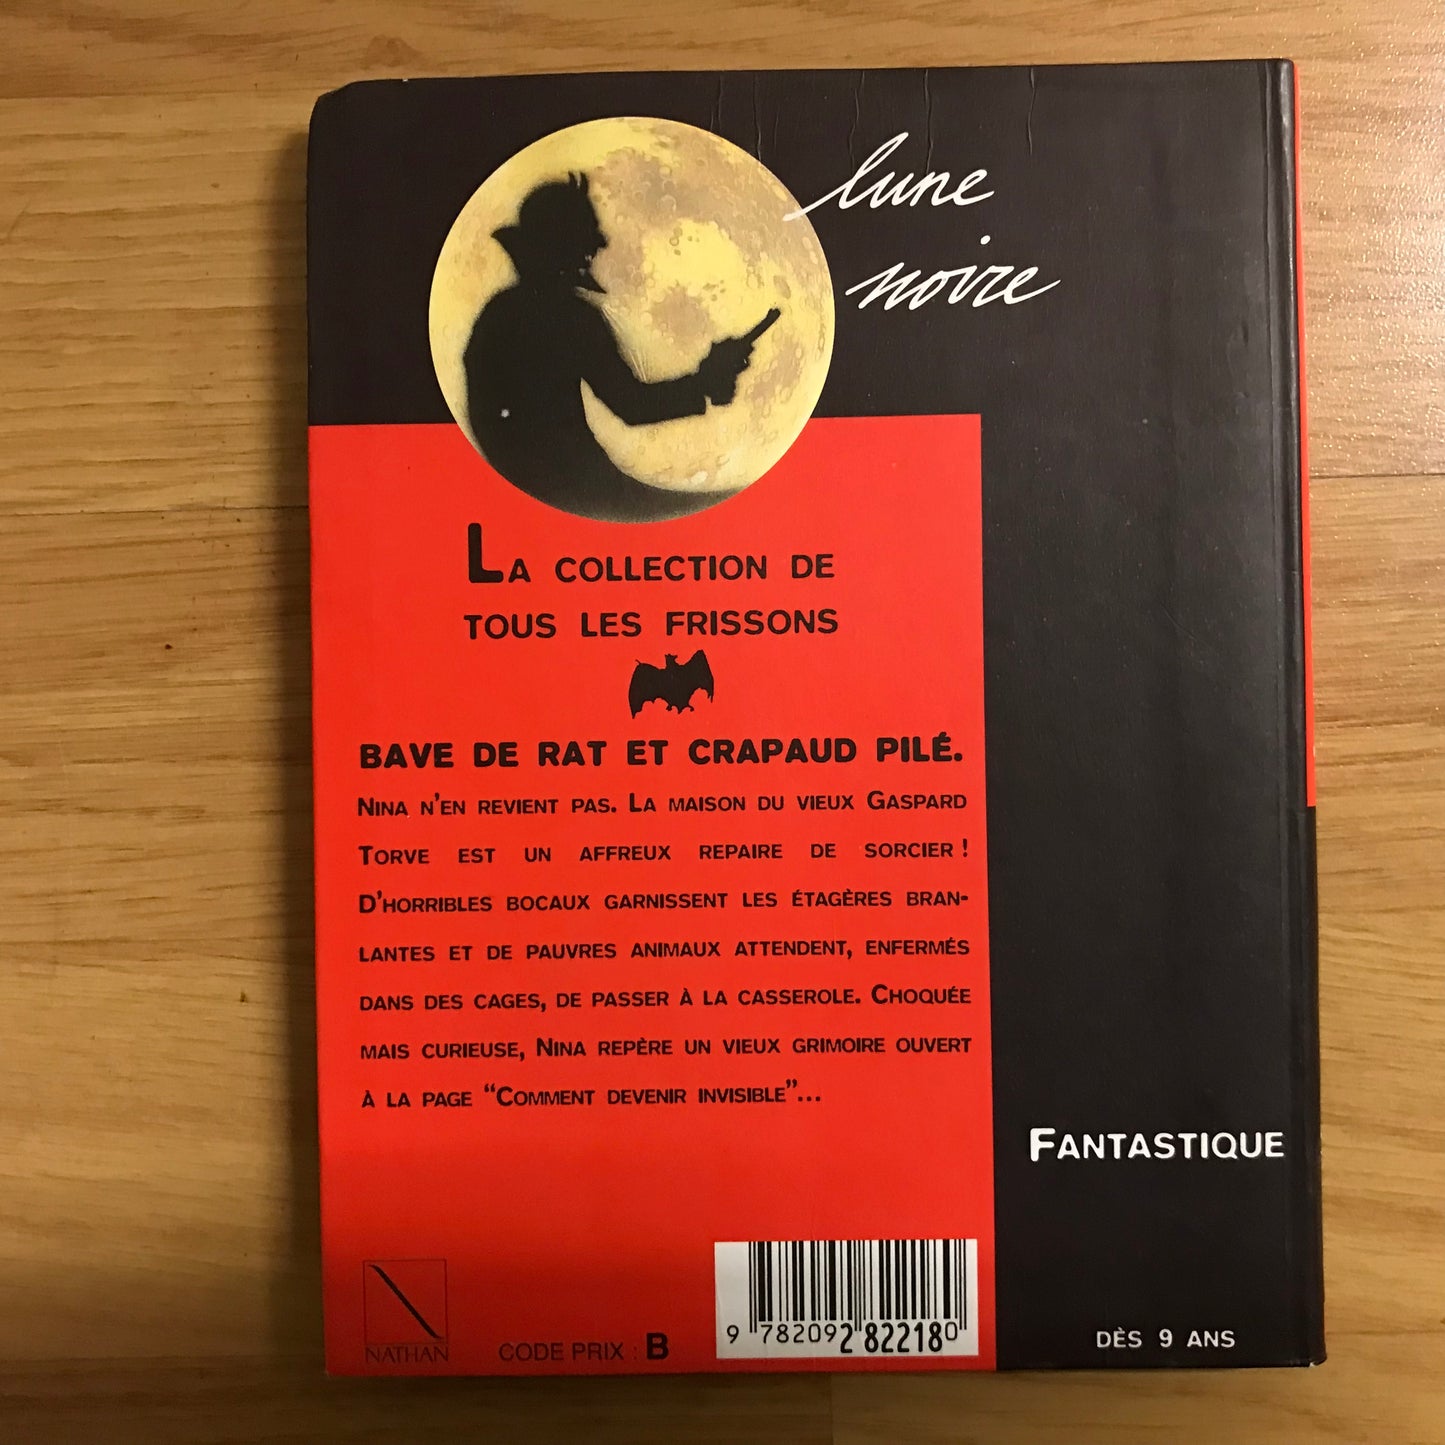 lune
noire
LA COLLECTION DE
TOUS LES FRISSONS
BAVE DE RAT ET CRAPAUD PILÉ.
NINA N'EN REVIENT PAS. LA MAISON DU VIEUX GASPARD
TORVE EST UN AFFREUX REPAIRE DE SORCIER !
D'HORRIBLES BOCAUX GARNISSENT LES ÉTAGÈRES BRAN-
LANTES ET DE PAUVRES ANIMAUX ATTENDENT, ENFERMÉS
DANS DES CAGES, DE PASSER À LA CASSEROLE. CHOQUÉE
MAIS CURIEUSE, NINA REPÈRE UN VIEUX GRIMOIRE OUVERT
À LA PAGE “COMMENT DEVENIR INVISIBLE”...
FANTASTIQUE
NATHAN
CODE PRIX : B
9 782092 822180
DÈS 9 ANS